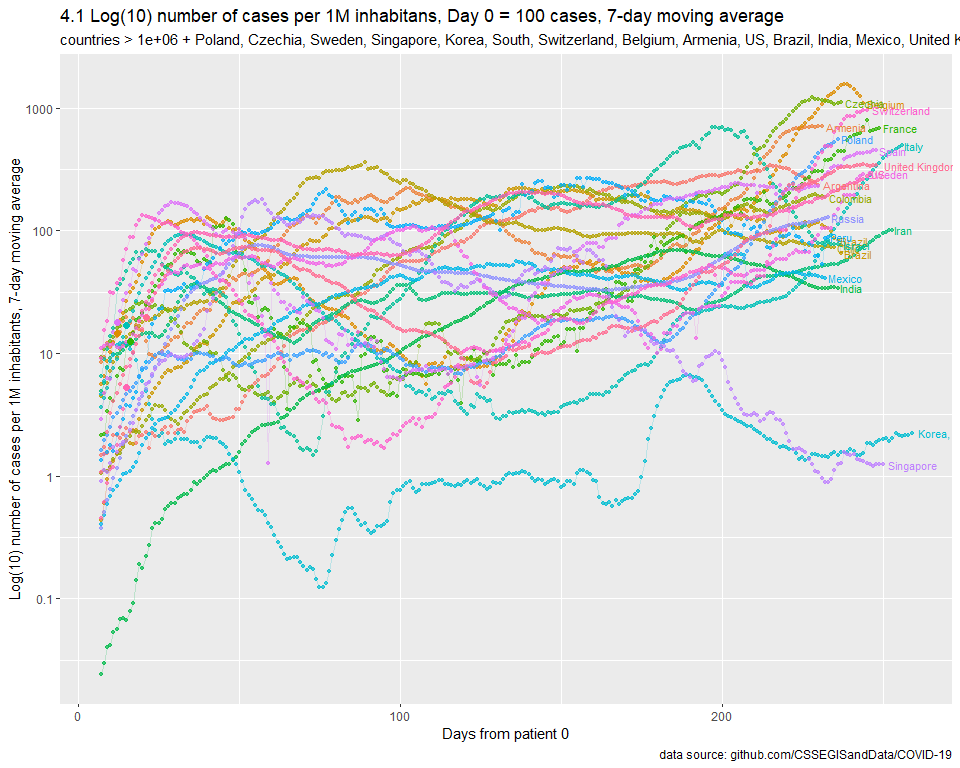 4.1 Log(10) number of cases per 1M inhabitans, Day 0 = 100 cases, 7-day moving average
countries > 1e+06 + Poland, Czechia, Sweden, Singapore, Korea, South, Switzerland, Belgium, Armenia, US, Brazil, India, Mexico, United K
Log(10) number of cases per 1M inhabitants, 7-day moving average
1000
100
10
1
0.1
Czechia
Belgium
Switzerland
Armenia
France
Poland
Italy
Spain
United Kingdom
Sweden
Argentina
Colombia
Russia
Iran
Peru
Brazil
Mexico
India
Korea,
Singapore
0
100
200
Days from patient 0
data source: github.com/CSSEGISandData/COVID-19